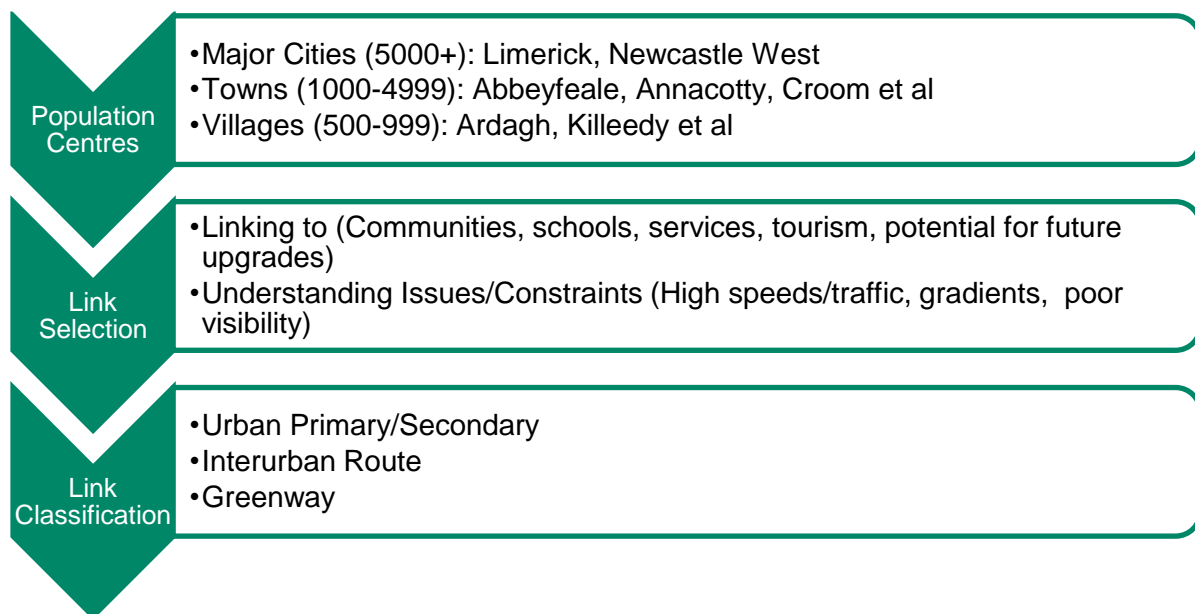 Population
Centres
•Major Cities (5000+): Limerick, Newcastle West
•Towns (1000-4999): Abbeyfeale, Annacotty, Croom et al
•Villages (500-999): Ardagh, Killeedy et al
Link
Selection
•Linking to (Communities, schools, services, tourism, potential for future
upgrades)
•Understanding Issues/Constraints (High speeds/traffic, gradients, poor
visibility)
Link
Classification
•Urban Primary/Secondary
•Interurban Route
•Greenway